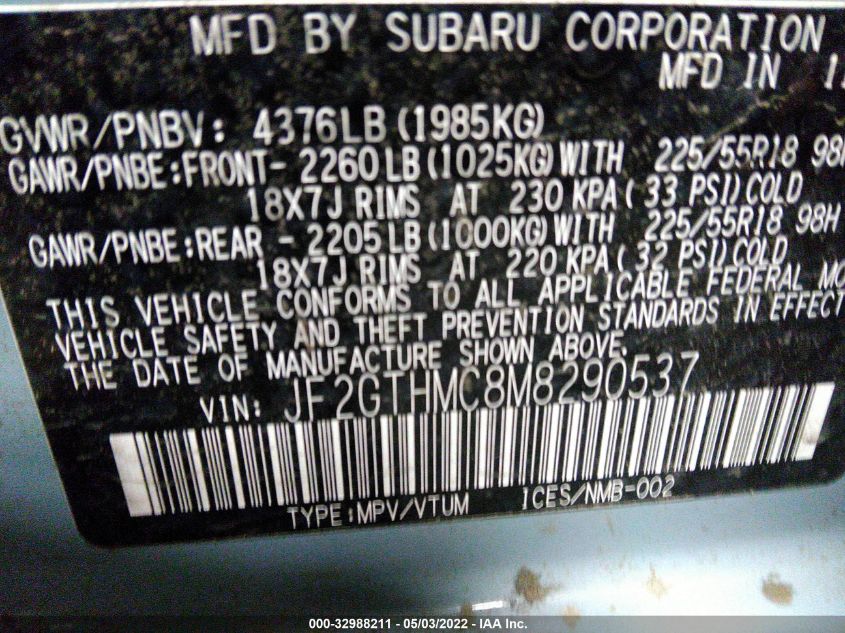 MFD BY SUBARU CORPORATION
MFD IN 11
GVWR/PNBV: 4376LB (1985KG)
GAWR/PNBE:FRONT- 2260 LB (1025KG) WITH 225/55R18 98H
18X7J RIMS AT 230 KPA ( 33 PSI) COLD
GAWR/PNBE:REAR - 2205 LB (1000KG) WITH 225/55R18 98H
18X7J RIMS AT 220 KPA ( 32 PSI) COLD
THIS VEHICLE CONFORMS TO ALL APPLICABLE FEDERAL MO
VEHICLE SAFETY AND THEFT PREVENTION STANDARDS IN EFFECT
THE DATE OF MANUFACTURE SHOWN ABOVE.
VIN: JF2GTHMC8M8290537
TYPE:MPV/VTUM ICES/NMB-002
000-32988211 - 05/03/2022 - IAA Inc.